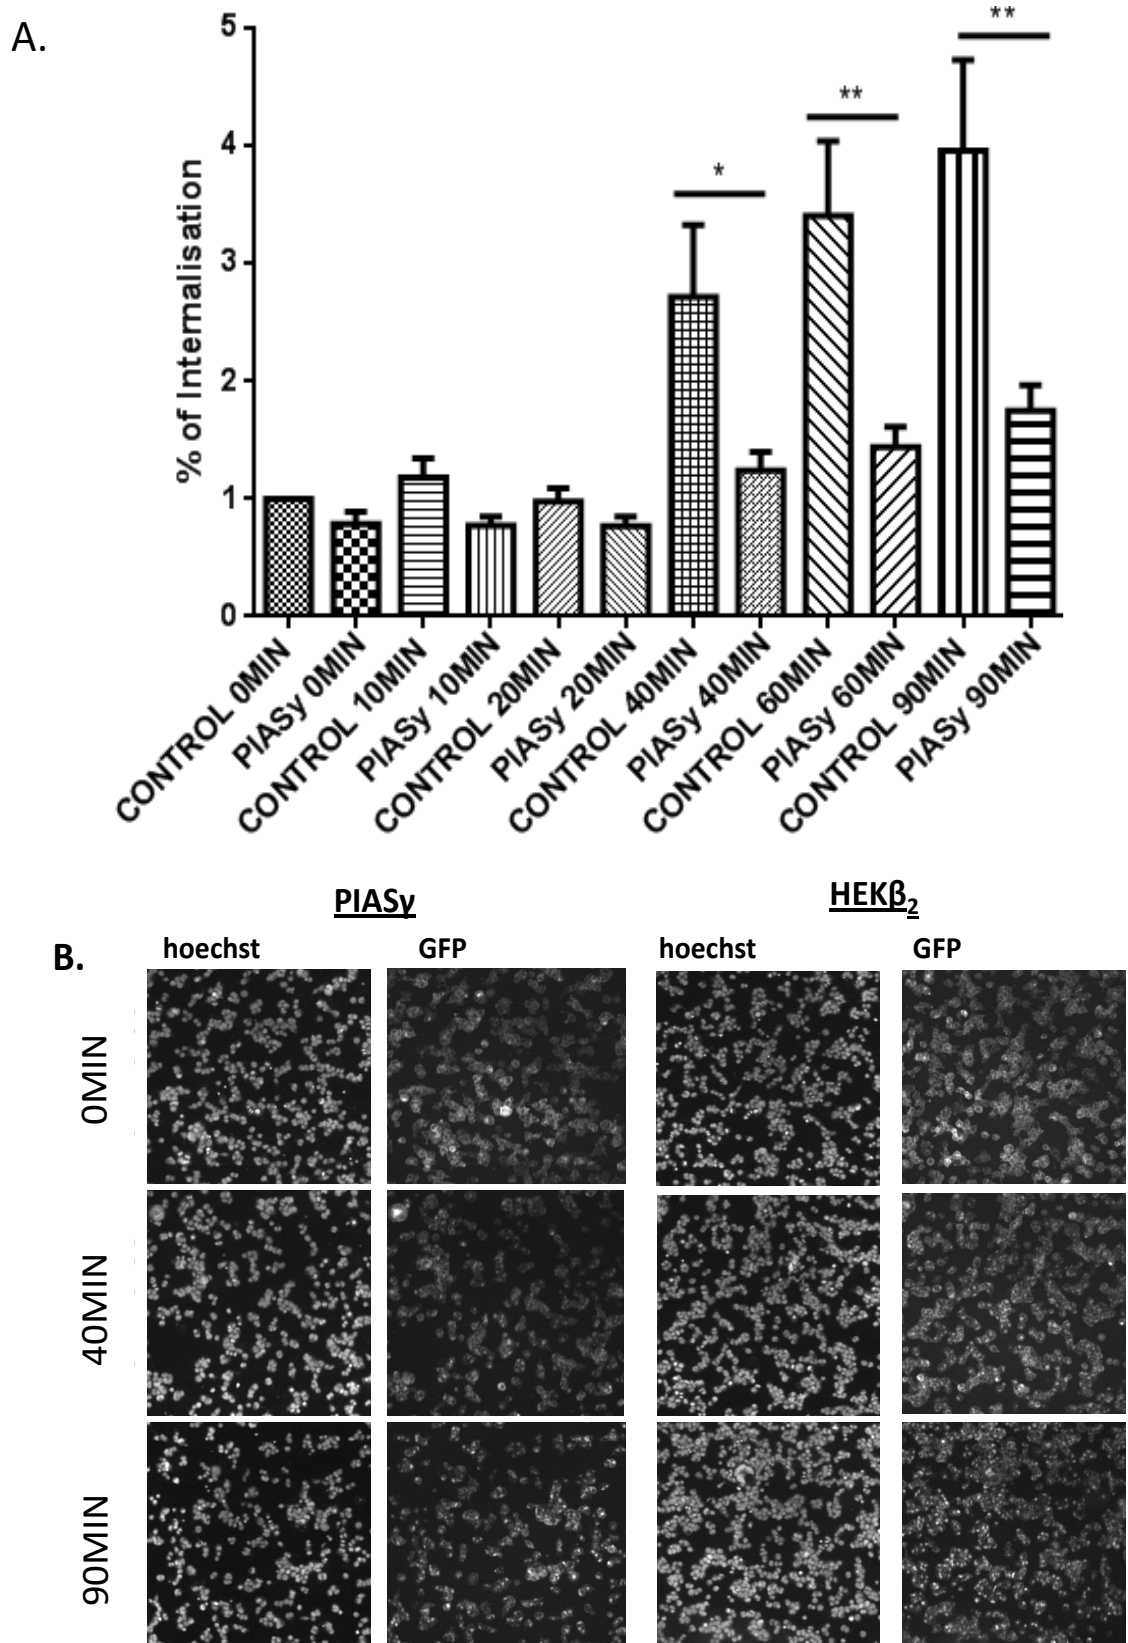 A.
% of Internalisation
5
4
3
2
1
0
*
**
**
CONTROL 0MIN
PIASy 0MIN
CONTROL 10MIN
PIASy 10MIN
CONTROL 20MIN
PIASy 20MIN
CONTROL 40MIN
PIASy 40MIN
CONTROL 60MIN
PIASy 60MIN
CONTROL 90MIN
PIASy 90MIN
PIASγ HEKβ₂
B.
hoechst GFP hoechst GFP
0MIN
40MIN
90MIN